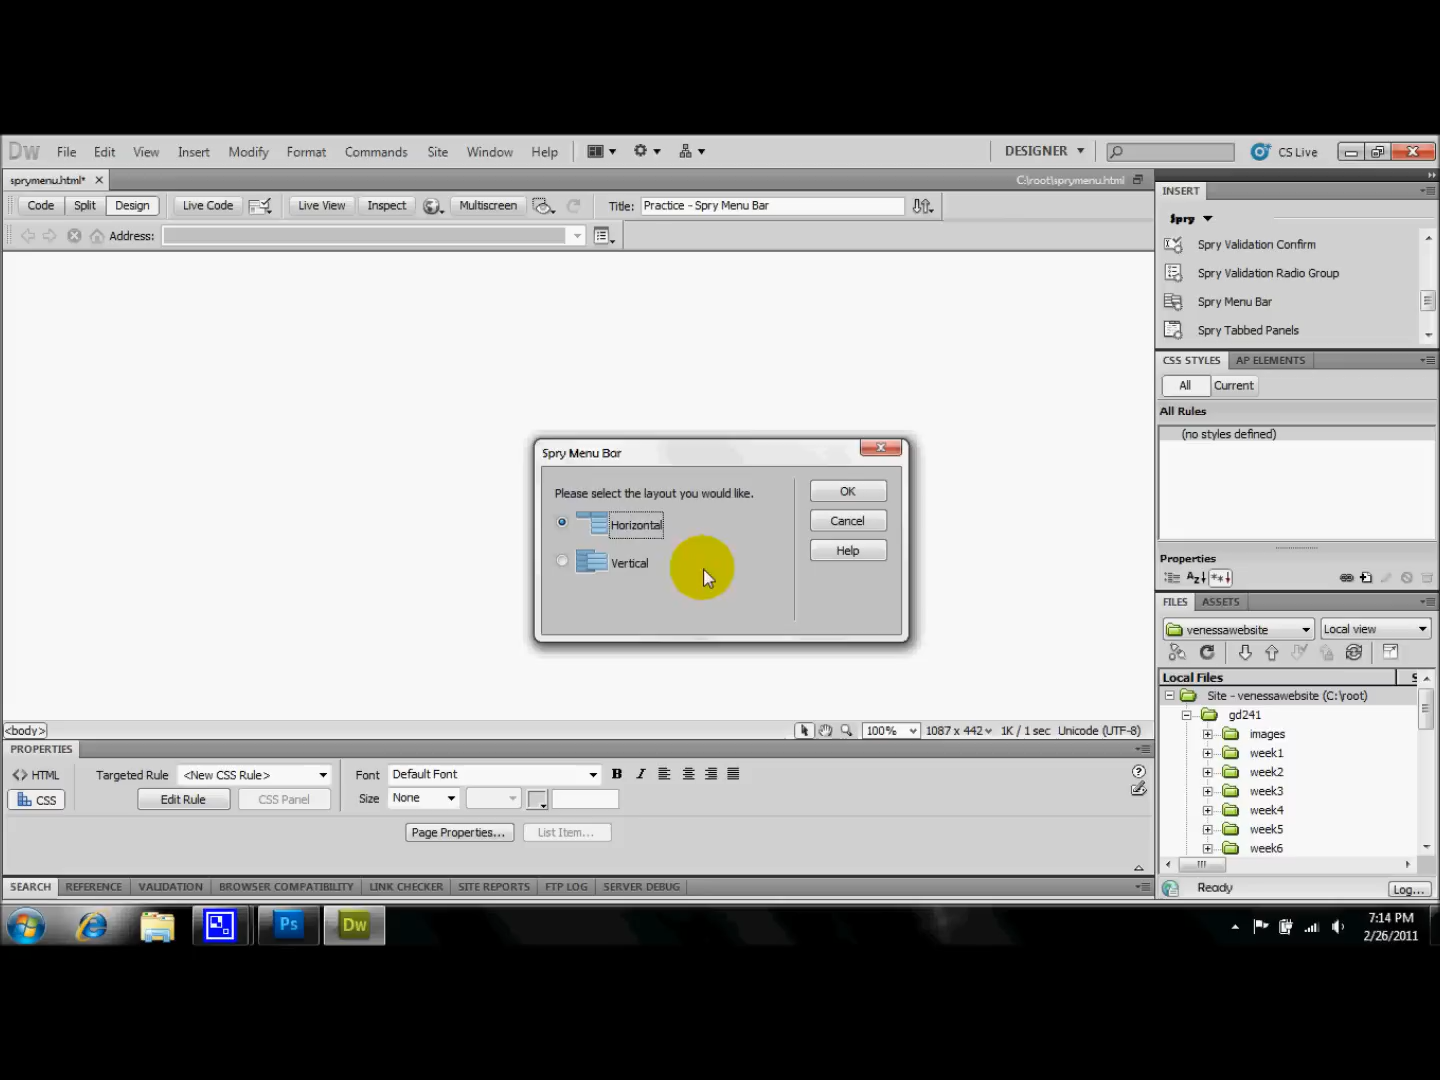 Dw File Edit View Insert Modify Format Commands Site Window Help DESIGNER CS Live
sprymenu.html* C:\root\sprymenu.html
Code Split Design Live Code Live View Inspect Multiscreen Title: Practice - Spry Menu Bar
Address:
INSERT
Spry
Spry Validation Confirm
Spry Validation Radio Group
Spry Menu Bar
Spry Tabbed Panels
CSS STYLES AP ELEMENTS
All Current
All Rules
(no styles defined)
Properties
Spry Menu Bar
Please select the layout you would like.
Horizontal
Vertical
OK
Cancel
Help
FILES ASSETS
venessawebsite Local view
Local Files S
Site - venessawebsite (C:\root)
gd241
images
week1
week2
week3
week4
week5
week6
Ready Log...
<body> 100% 1087 x 442 1K / 1 sec Unicode (UTF-8)
PROPERTIES
<> HTML Targeted Rule <New CSS Rule> Font Default Font B I
CSS Edit Rule CSS Panel Size None
Page Properties... List Item...
SEARCH REFERENCE VALIDATION BROWSER COMPATIBILITY LINK CHECKER SITE REPORTS FTP LOG SERVER DEBUG
Ps Dw
7:14 PM
2/26/2011